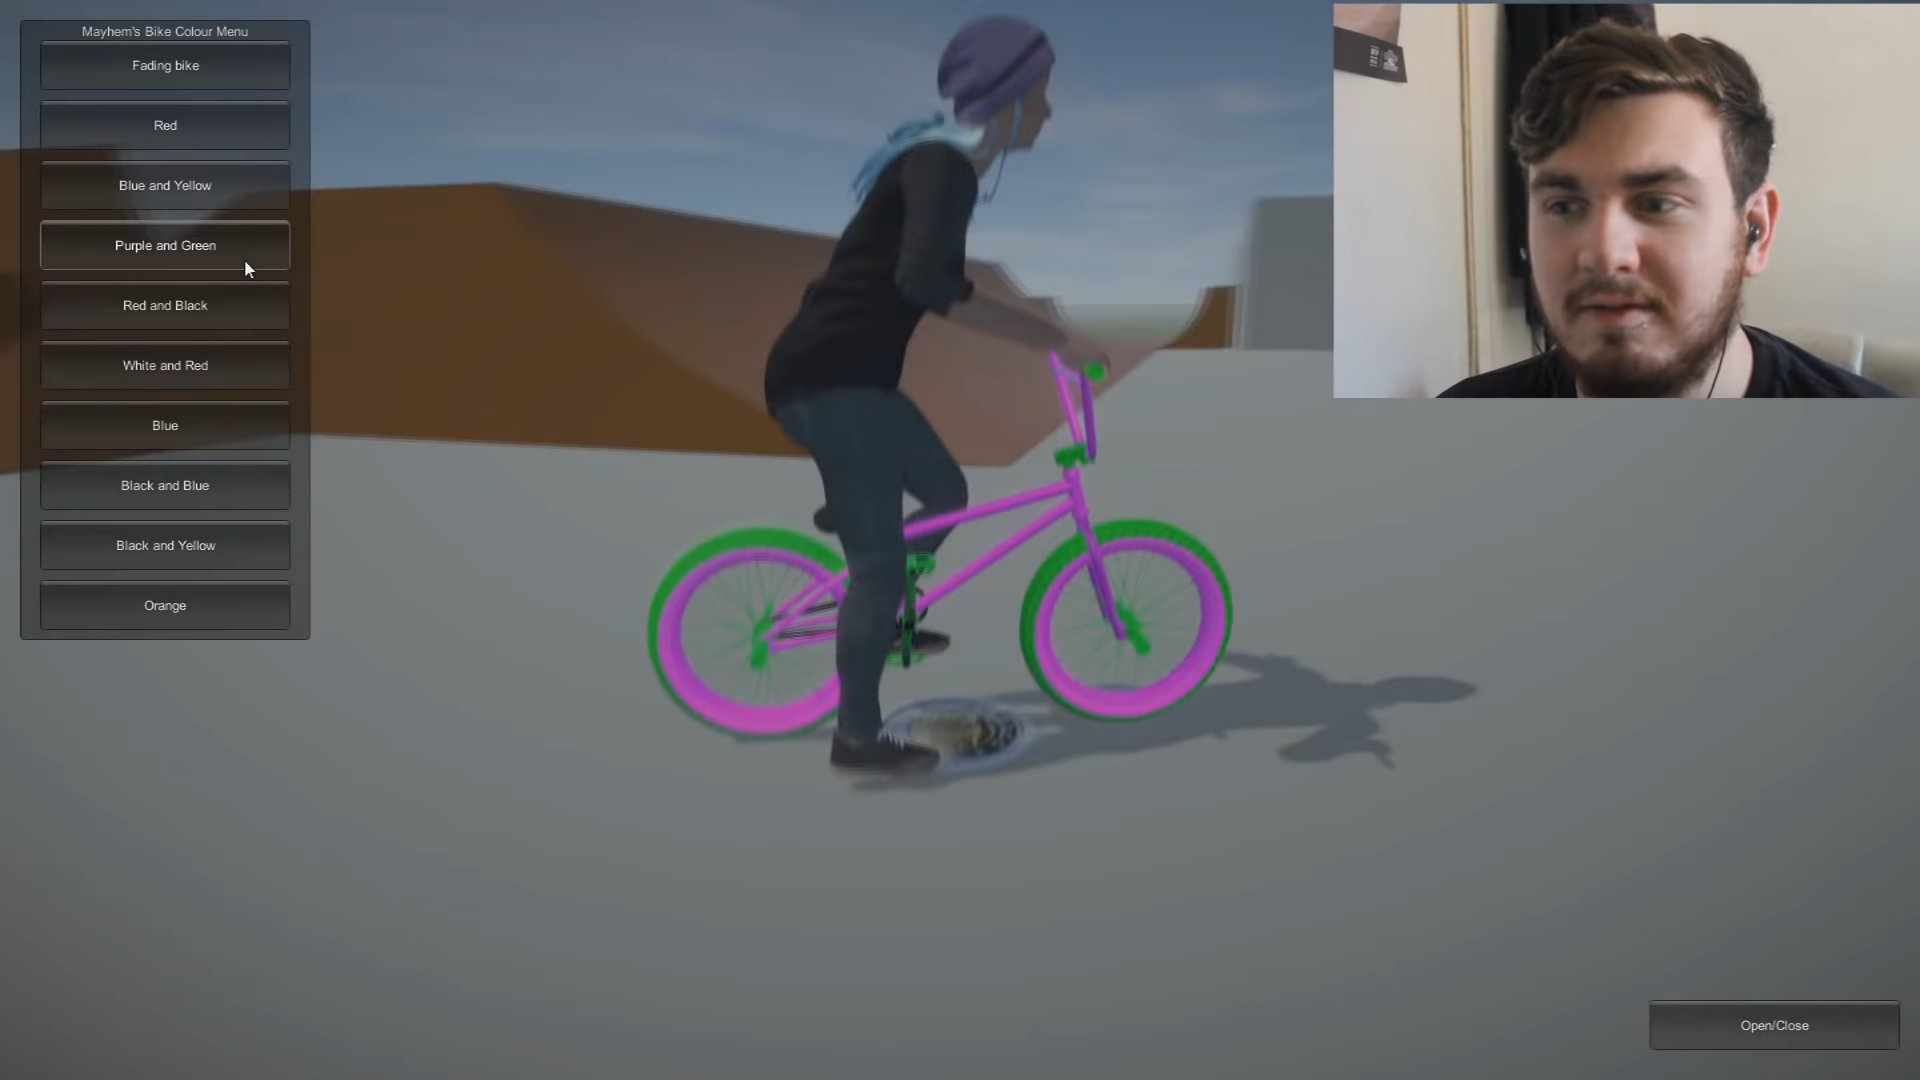 Mayhem's Bike Colour Menu
Fading bike
Red
Blue and Yellow
Purple and Green
Red and Black
White and Red
Blue
Black and Blue
Black and Yellow
Orange
Open/Close